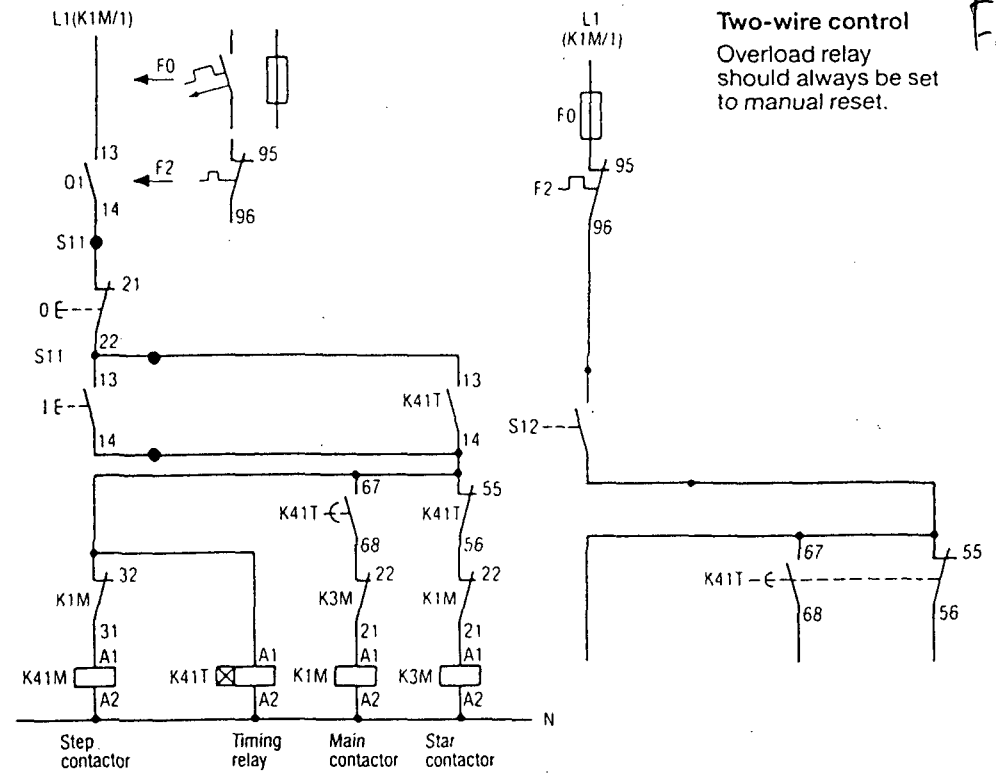 L1(K1M/1)
F0
13
95
01
F2
14
96
S11
21
0 E
22
S11
13
13
K41T
I E
14
14
67
55
K41T
K41T
68
56
32
22
22
K1M
K3M
K1M
31
21
21
A1
A1
A1
A1
K41M
K41T
K1M
K3M
A2
A2
A2
A2
N
Step
contactor
Timing
relay
Main
contactor
Star
contactor
L1
(K1M/1)
F0
95
F2
96
S12
67
55
K41T
68
56
Two-wire control
Overload relay
should always be set
to manual reset.